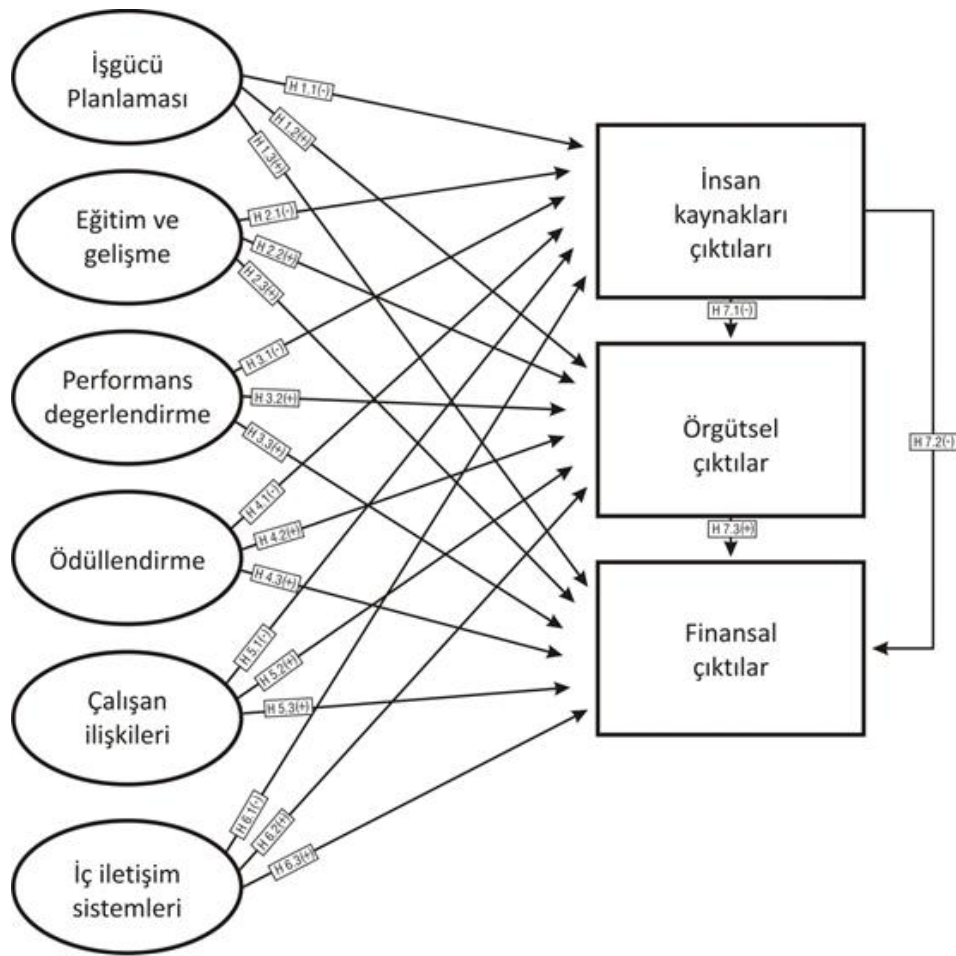 İşgücü
Planlaması
H 1.1(-)
H 1.2(+)
H 1.3(+)
Eğitim ve
gelişme
H 2.1(-)
H 2.2(+)
H 2.3(+)
Performans
degerlendirme
H 3.1(-)
H 3.2(+)
H 3.3(+)
Ödüllendirme
H 4.1(-)
H 4.2(+)
H 4.3(+)
Çalışan
ilişkileri
H 5.1(-)
H 5.2(+)
H 5.3(+)
İç iletişim
sistemleri
H 6.1(-)
H 6.2(+)
H 6.3(+)
İnsan
kaynakları
çıktıları
H 7.1(-)
H 7.2(-)
Örgütsel
çıktılar
H 7.3(+)
Finansal
çıktılar